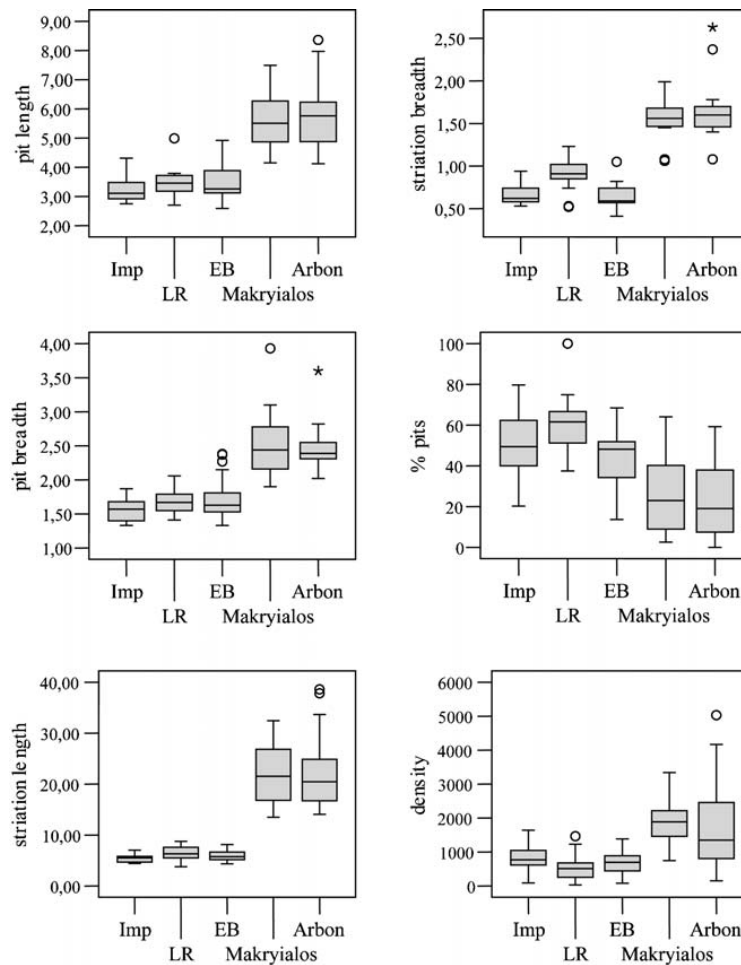 pit length
9,00
8,00
7,00
6,00
5,00
4,00
3,00
2,00
Imp EB Arbon
LR Makryialos
striation breadth
2,50
2,00
1,50
1,00
0,50
Imp EB Arbon
LR Makryialos
pit breadth
4,00
3,50
3,00
2,50
2,00
1,50
1,00
Imp EB Arbon
LR Makryialos
% pits
100
80
60
40
20
0
Imp EB Arbon
LR Makryialos
striation length
40,00
30,00
20,00
10,00
0,00
Imp EB Arbon
LR Makryialos
density
6000
5000
4000
3000
2000
1000
0
Imp EB Arbon
LR Makryialos